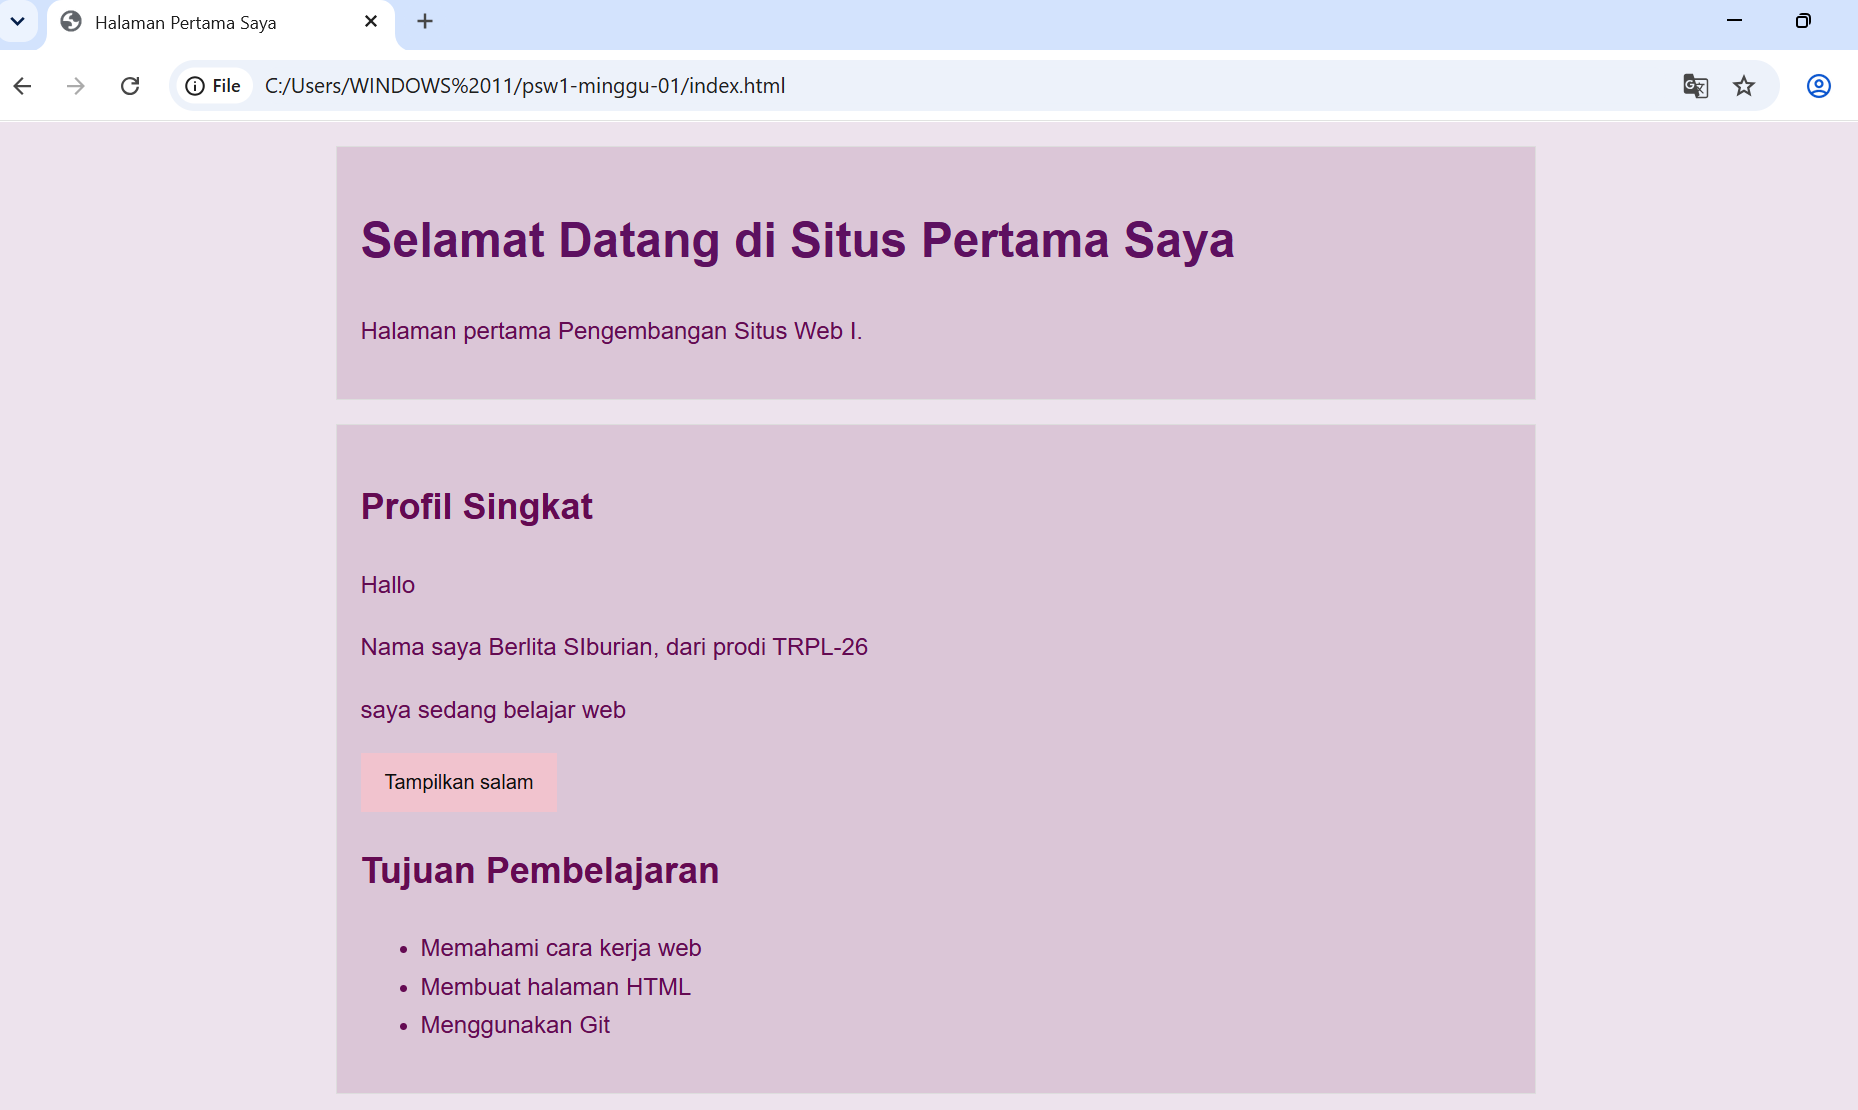 Halaman Pertama Saya
File C:/Users/WINDOWS%2011/psw1-minggu-01/index.html
Selamat Datang di Situs Pertama Saya
Halaman pertama Pengembangan Situs Web I.
Profil Singkat
Hallo
Nama saya Berlita SIburian, dari prodi TRPL-26
saya sedang belajar web
Tampilkan salam
Tujuan Pembelajaran
• Memahami cara kerja web
• Membuat halaman HTML
• Menggunakan Git